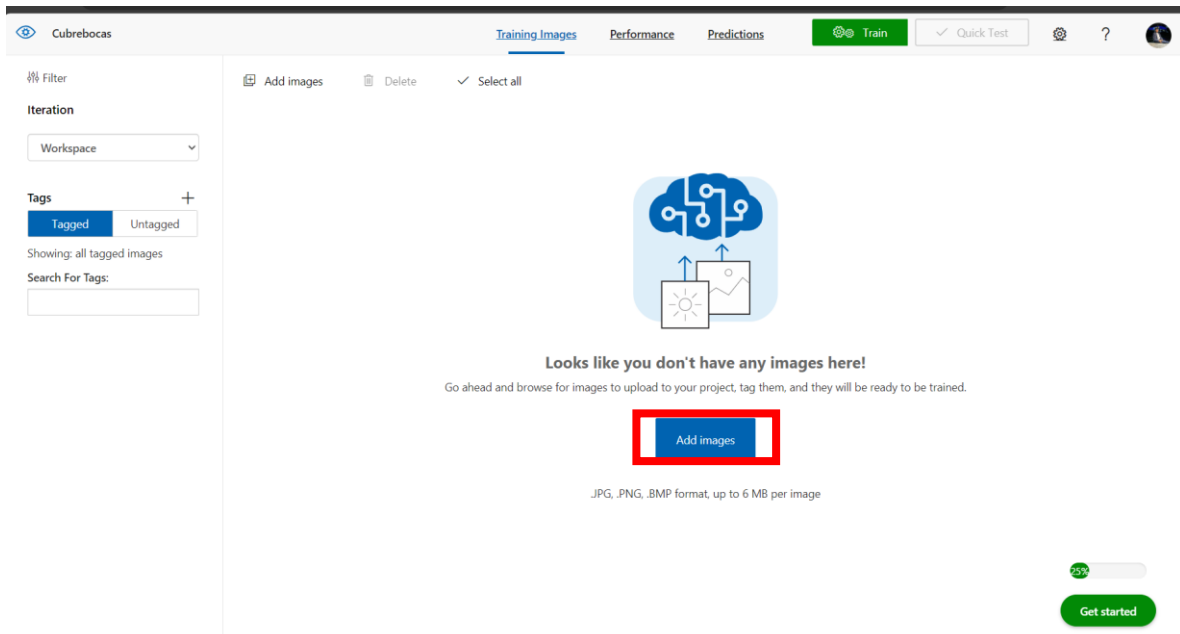 Cubrebocas
Training Images
Performance
Predictions
Train
Quick Test
?
Filter
Iteration
Workspace
Tags
Tagged
Untagged
Showing: all tagged images
Search For Tags:
Add images
Delete
Select all
Looks like you don't have any images here!
Go ahead and browse for images to upload to your project, tag them, and they will be ready to be trained.
Add images
.JPG, .PNG, .BMP format, up to 6 MB per image
25%
Get started